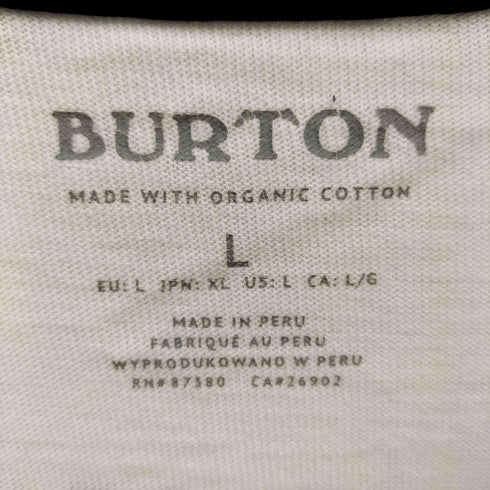 BURTON
MADE WITH ORGANIC COTTON
L
EU: L JPN: XL US: L CA: L/G
MADE IN PERU
FABRIQUÉ AU PERU
WYPRODUKOWANO W PERU
RN# 87380 CA#26902